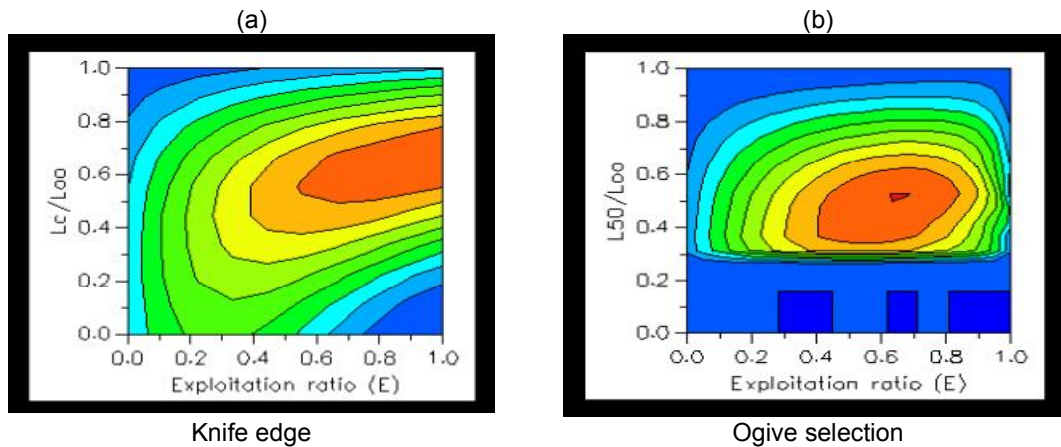 (a)
1.0
0.8
0.6
0.4
0.2
0.0
Lc/Loo
0.0 0.2 0.4 0.6 0.8 1.0
Exploitation ratio (E)
Knife edge
(b)
1.0
0.8
0.6
0.4
0.2
0.0
L50/Loo
0.0 0.2 0.4 0.6 0.8 1.0
Exploitation ratio (E)
Ogive selection